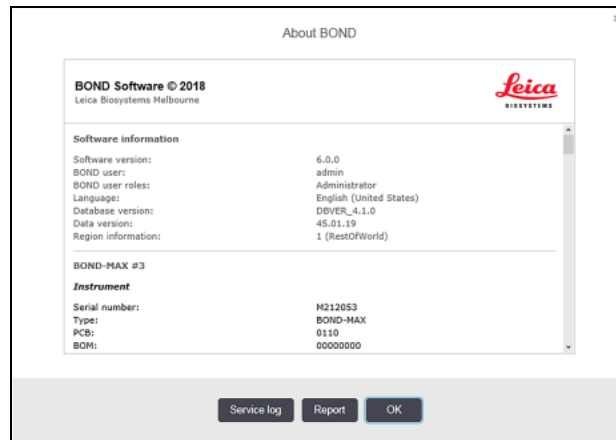 About BOND
BOND Software © 2018
Leica Biosystems Melbourne
Leica
BIOSYSTEMS
Software information
Software version: 6.0.0
BOND user: admin
BOND user roles: Administrator
Language: English (United States)
Database version: DBVER_4.1.0
Data version: 45.01.19
Region information: 1 (RestOfWorld)
BOND-MAX #3
Instrument
Serial number: M212053
Type: BOND-MAX
PCB: 0110
BOM: 00000000
Service log Report OK